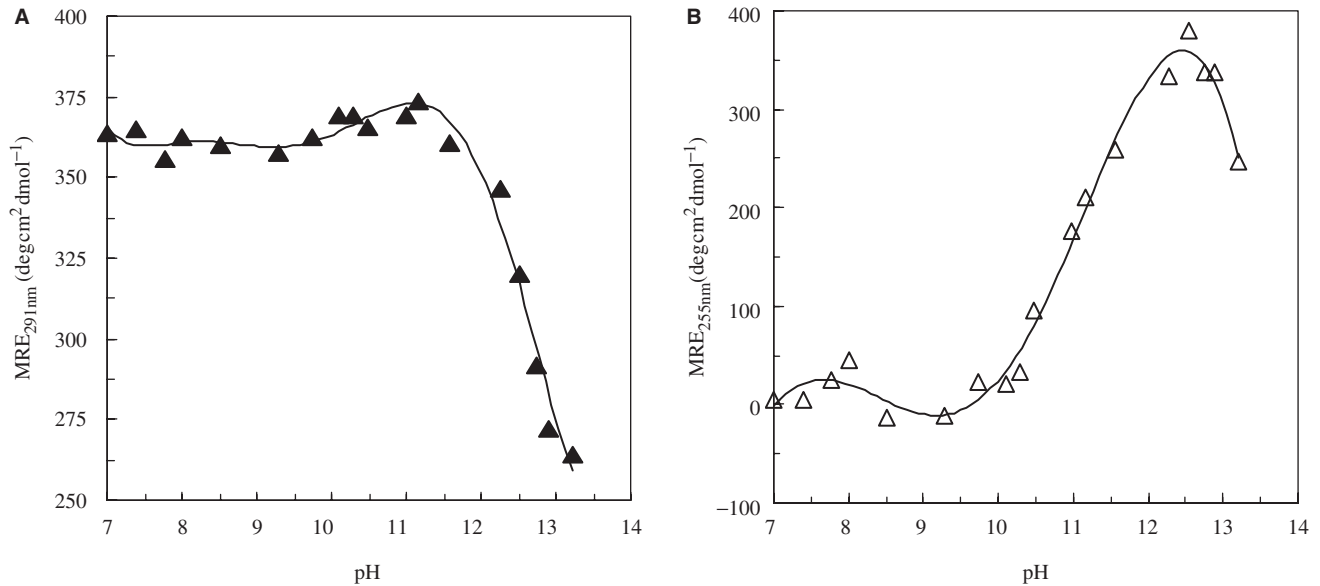 A
400
375
350
325
300
275
250
7 8 9 10 11 12 13 14
pH
MRE291nm (degcm2dmol−1)
B
400
300
200
100
0
−100
7 8 9 10 11 12 13 14
pH
MRE255nm(degcm2dmol−1)